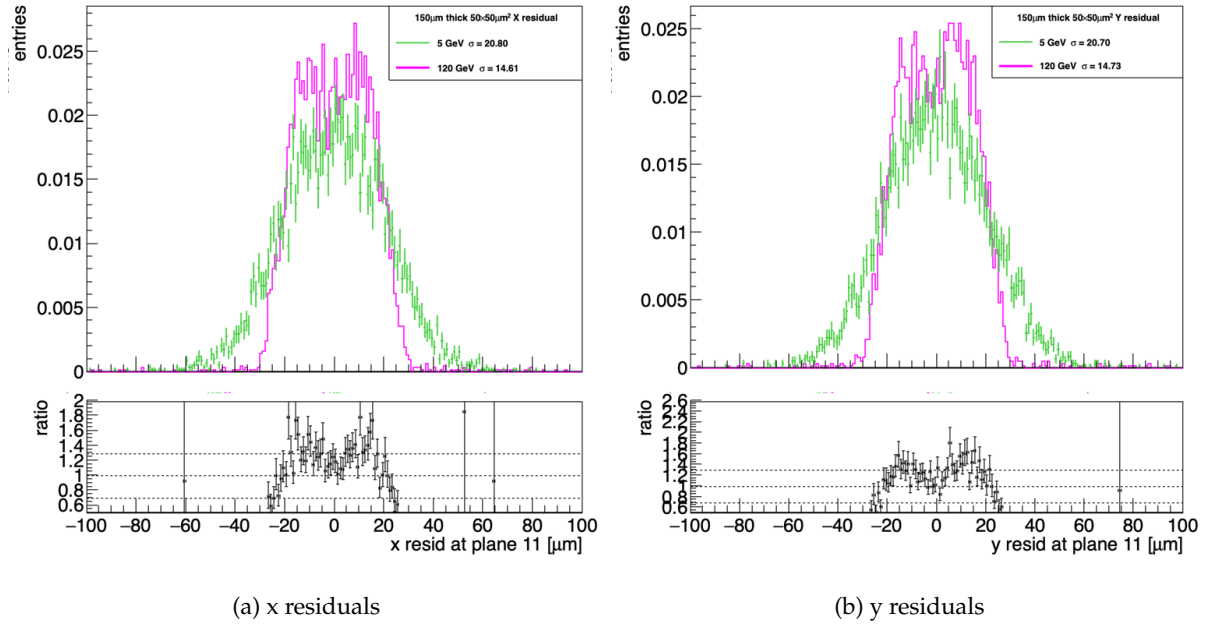 entries
150μm thick 50×50μm² X residual
5 GeV σ = 20.80
120 GeV σ = 14.61
0.025
0.02
0.015
0.01
0.005
0
ratio
2
1.8
1.6
1.4
1.2
1
0.8
0.6
−100 −80 −60 −40 −20 0 20 40 60 80 100
x resid at plane 11 [μm]
(a) x residuals
entries
150μm thick 50×50μm² Y residual
5 GeV σ = 20.70
120 GeV σ = 14.73
0.025
0.02
0.015
0.01
0.005
0
ratio
2.6
2.4
2.2
2
1.8
1.6
1.4
1.2
1
0.8
0.6
−100 −80 −60 −40 −20 0 20 40 60 80 100
y resid at plane 11 [μm]
(b) y residuals